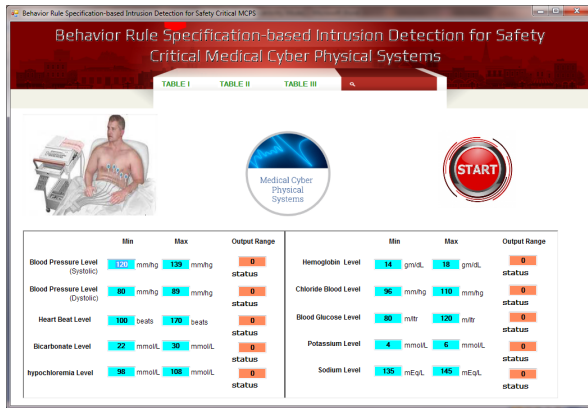 Behavior Rule Specification-based Intrusion Detection for Safety Critical MCPS
Behavior Rule Specification-based Intrusion Detection for Safety
Critical Medical Cyber Physical Systems
TABLE I TABLE II TABLE III
Medical Cyber
Physical
Systems
START
Min Max Output Range
Blood Pressure Level 120 mm/hg 139 mm/hg 0
(Systolic) status
Blood Pressure Level 80 mm/hg 89 mm/hg 0
(Dystolic) status
Heart Beat Level 100 beats 170 beats 0
status
Bicarbonate Level 22 mmol/L 30 mmol/L 0
status
hypochloremia Level 98 mmol/L 108 mmol/L 0
status
Min Max Output Range
Hemoglobin Level 14 gm/dL 18 gm/dL 0
status
Chloride Blood Level 96 mm/hg 110 mm/hg 0
status
Blood Glucose Level 80 m/ltr 120 m/ltr 0
status
Potassium Level 4 mmol/L 6 mmol/L 0
status
Sodium Level 135 mEq/L 145 mEq/L 0
status